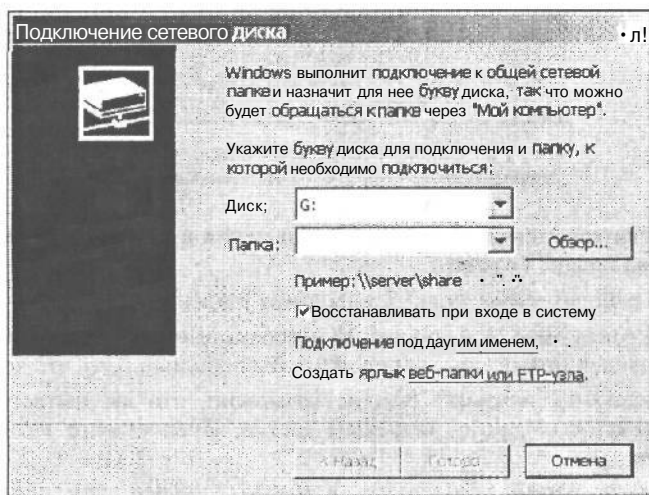 Подключение сетевого диска
Windows выполнит подключение к общей сетевой
папке и назначит для нее букву диска, так что можно
будет обращаться к папке через "Мой компьютер".
Укажите букву диска для подключения и папку, к
которой необходимо подключиться:
Диск:
G:
Папка:
Обзор...
Пример: \\server\share
Восстанавливать при входе в систему
Подключение под даугим именем,
Создать ярлык веб-папки или FTP-узла.
< Назад
Готово
Отмена